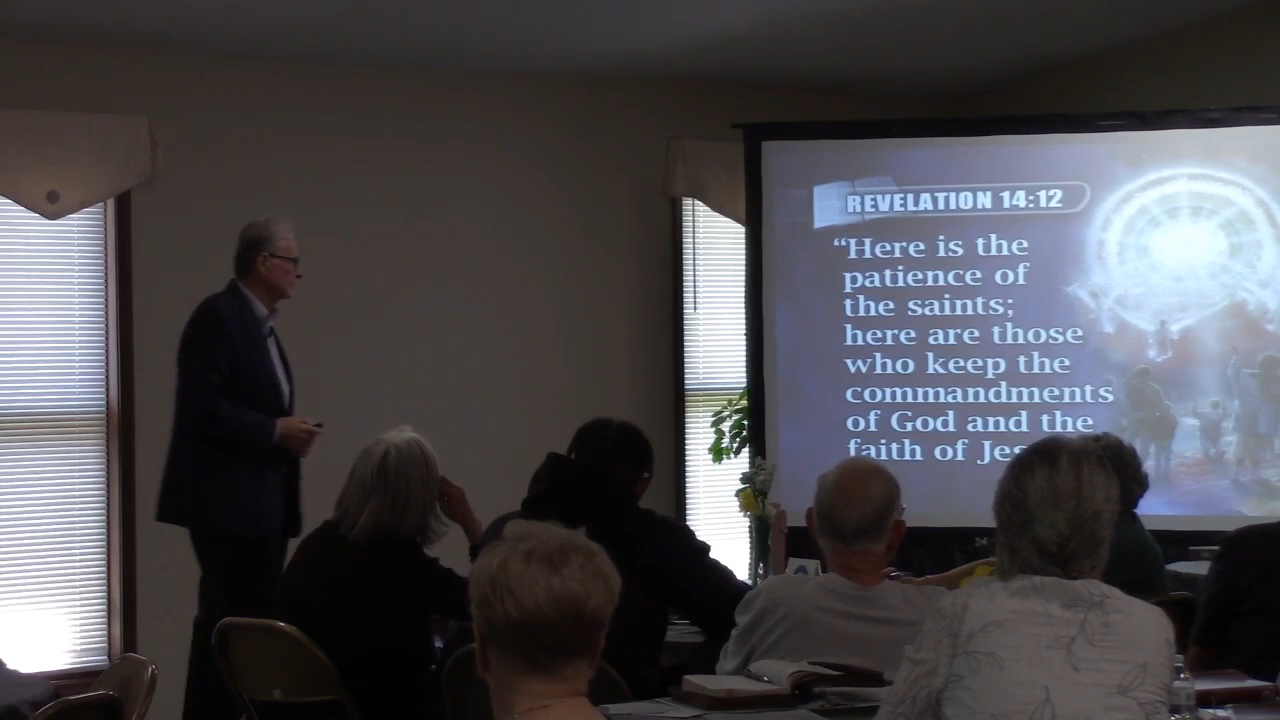 REVELATION 14:12
“Here is the
patience of
the saints;
here are those
who keep the
commandments
of God and the
faith of Jes